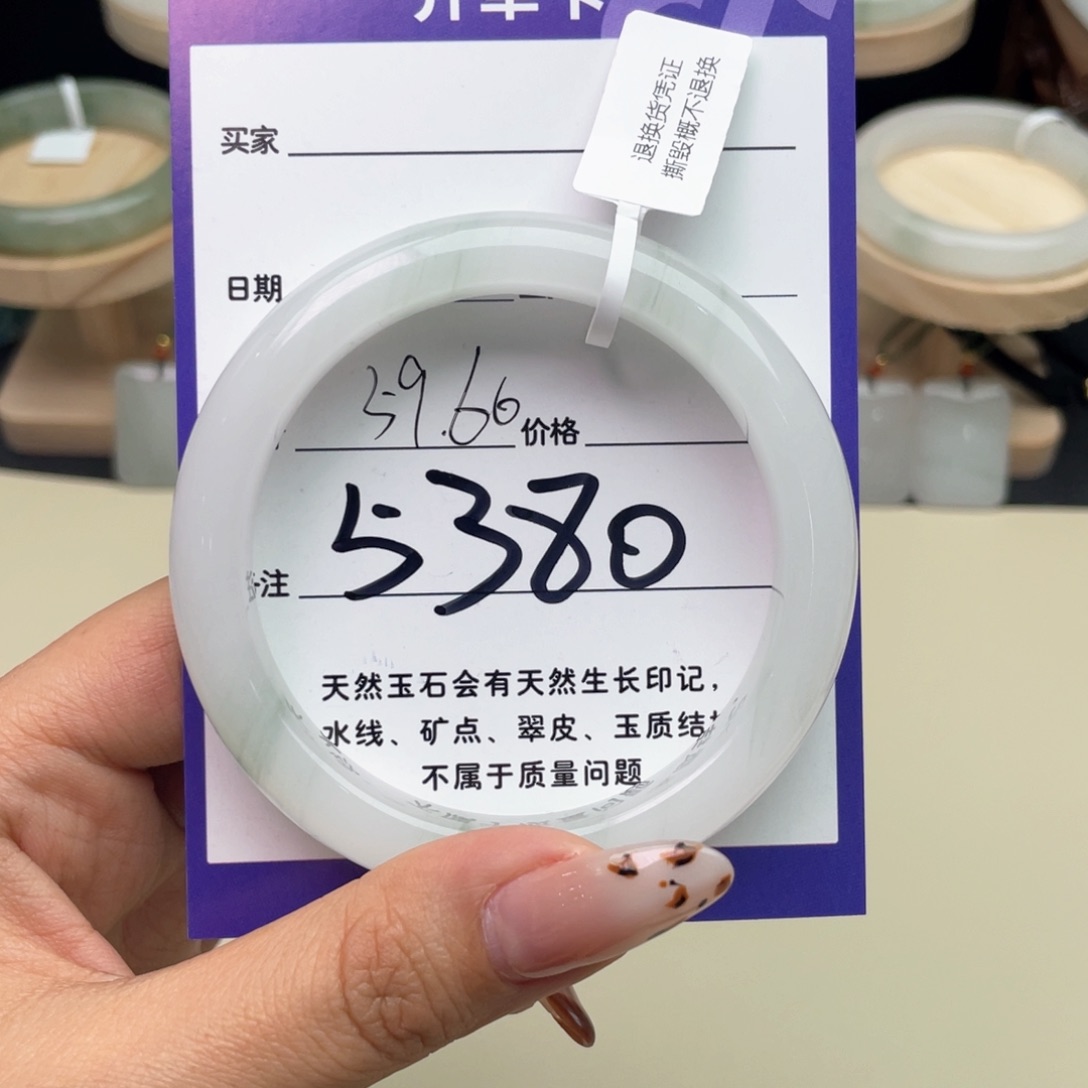 退换货凭证
撕毁概不退换
买家
日期
59.66 价格
5380
注
天然玉石会有天然生长印记，
水线、矿点、翠皮、玉质结
不属于质量问题